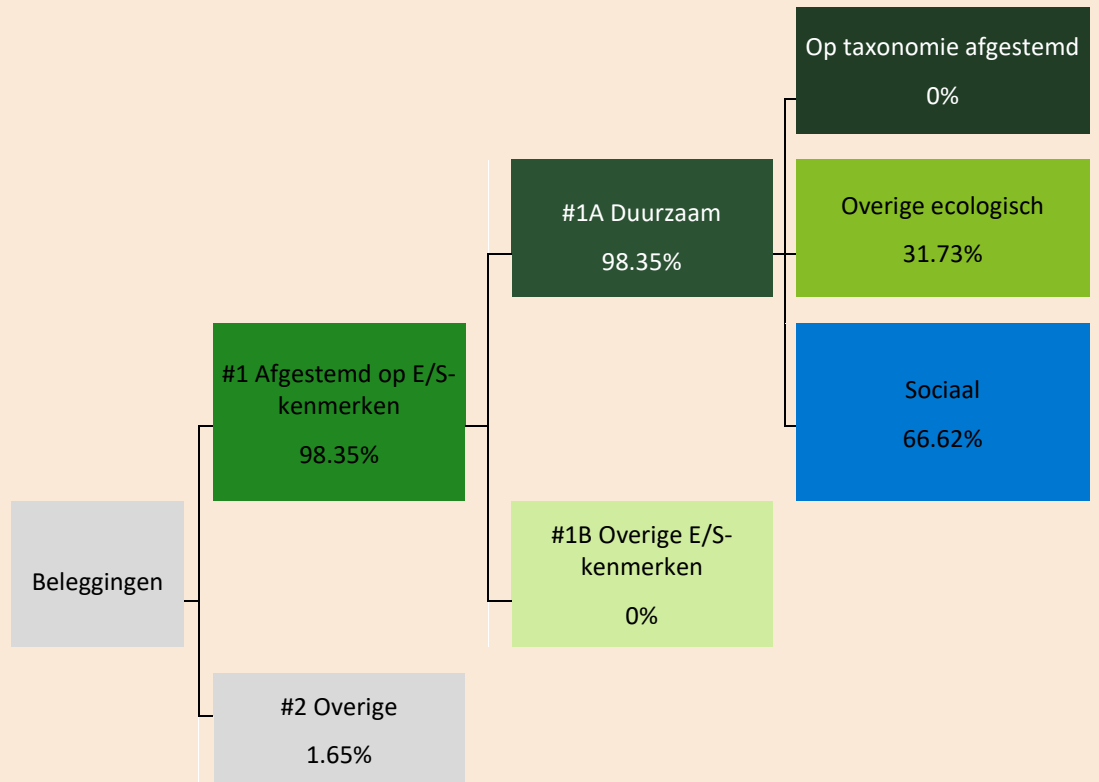 Beleggingen
#1 Afgestemd op E/S-
kenmerken
98.35%
#2 Overige
1.65%
#1A Duurzaam
98.35%
#1B Overige E/S-
kenmerken
0%
Op taxonomie afgestemd
0%
Overige ecologisch
31.73%
Sociaal
66.62%